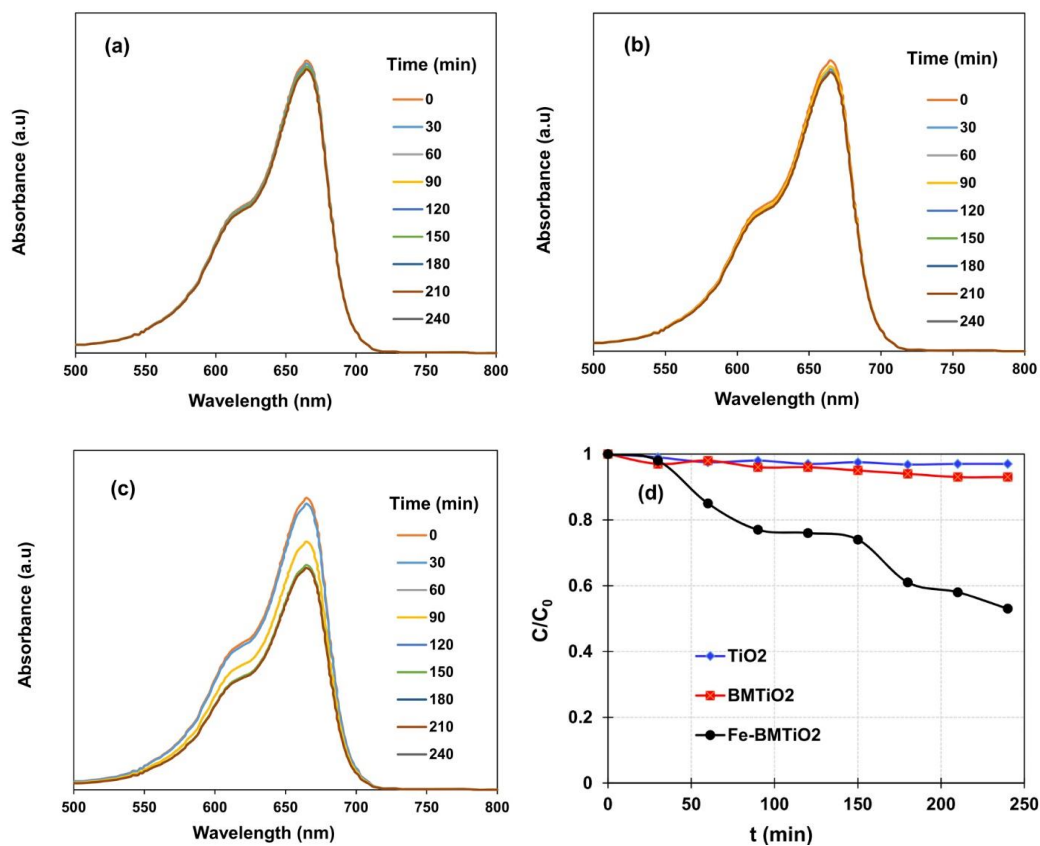 (a)
Time (min)
0
30
60
90
120
150
180
210
240
Absorbance (a.u)
500 550 600 650 700 750 800
Wavelength (nm)
(b)
Time (min)
0
30
60
90
120
150
180
210
240
Absorbance (a.u)
500 550 600 650 700 750 800
Wavelength (nm)
(c)
Time (min)
0
30
60
90
120
150
180
210
240
Absorbance (a.u)
500 550 600 650 700 750 800
Wavelength (nm)
(d)
1
0.8
0.6
0.4
0.2
0
C/C0
TiO2
BMTiO2
Fe-BMTiO2
0 50 100 150 200 250
t (min)